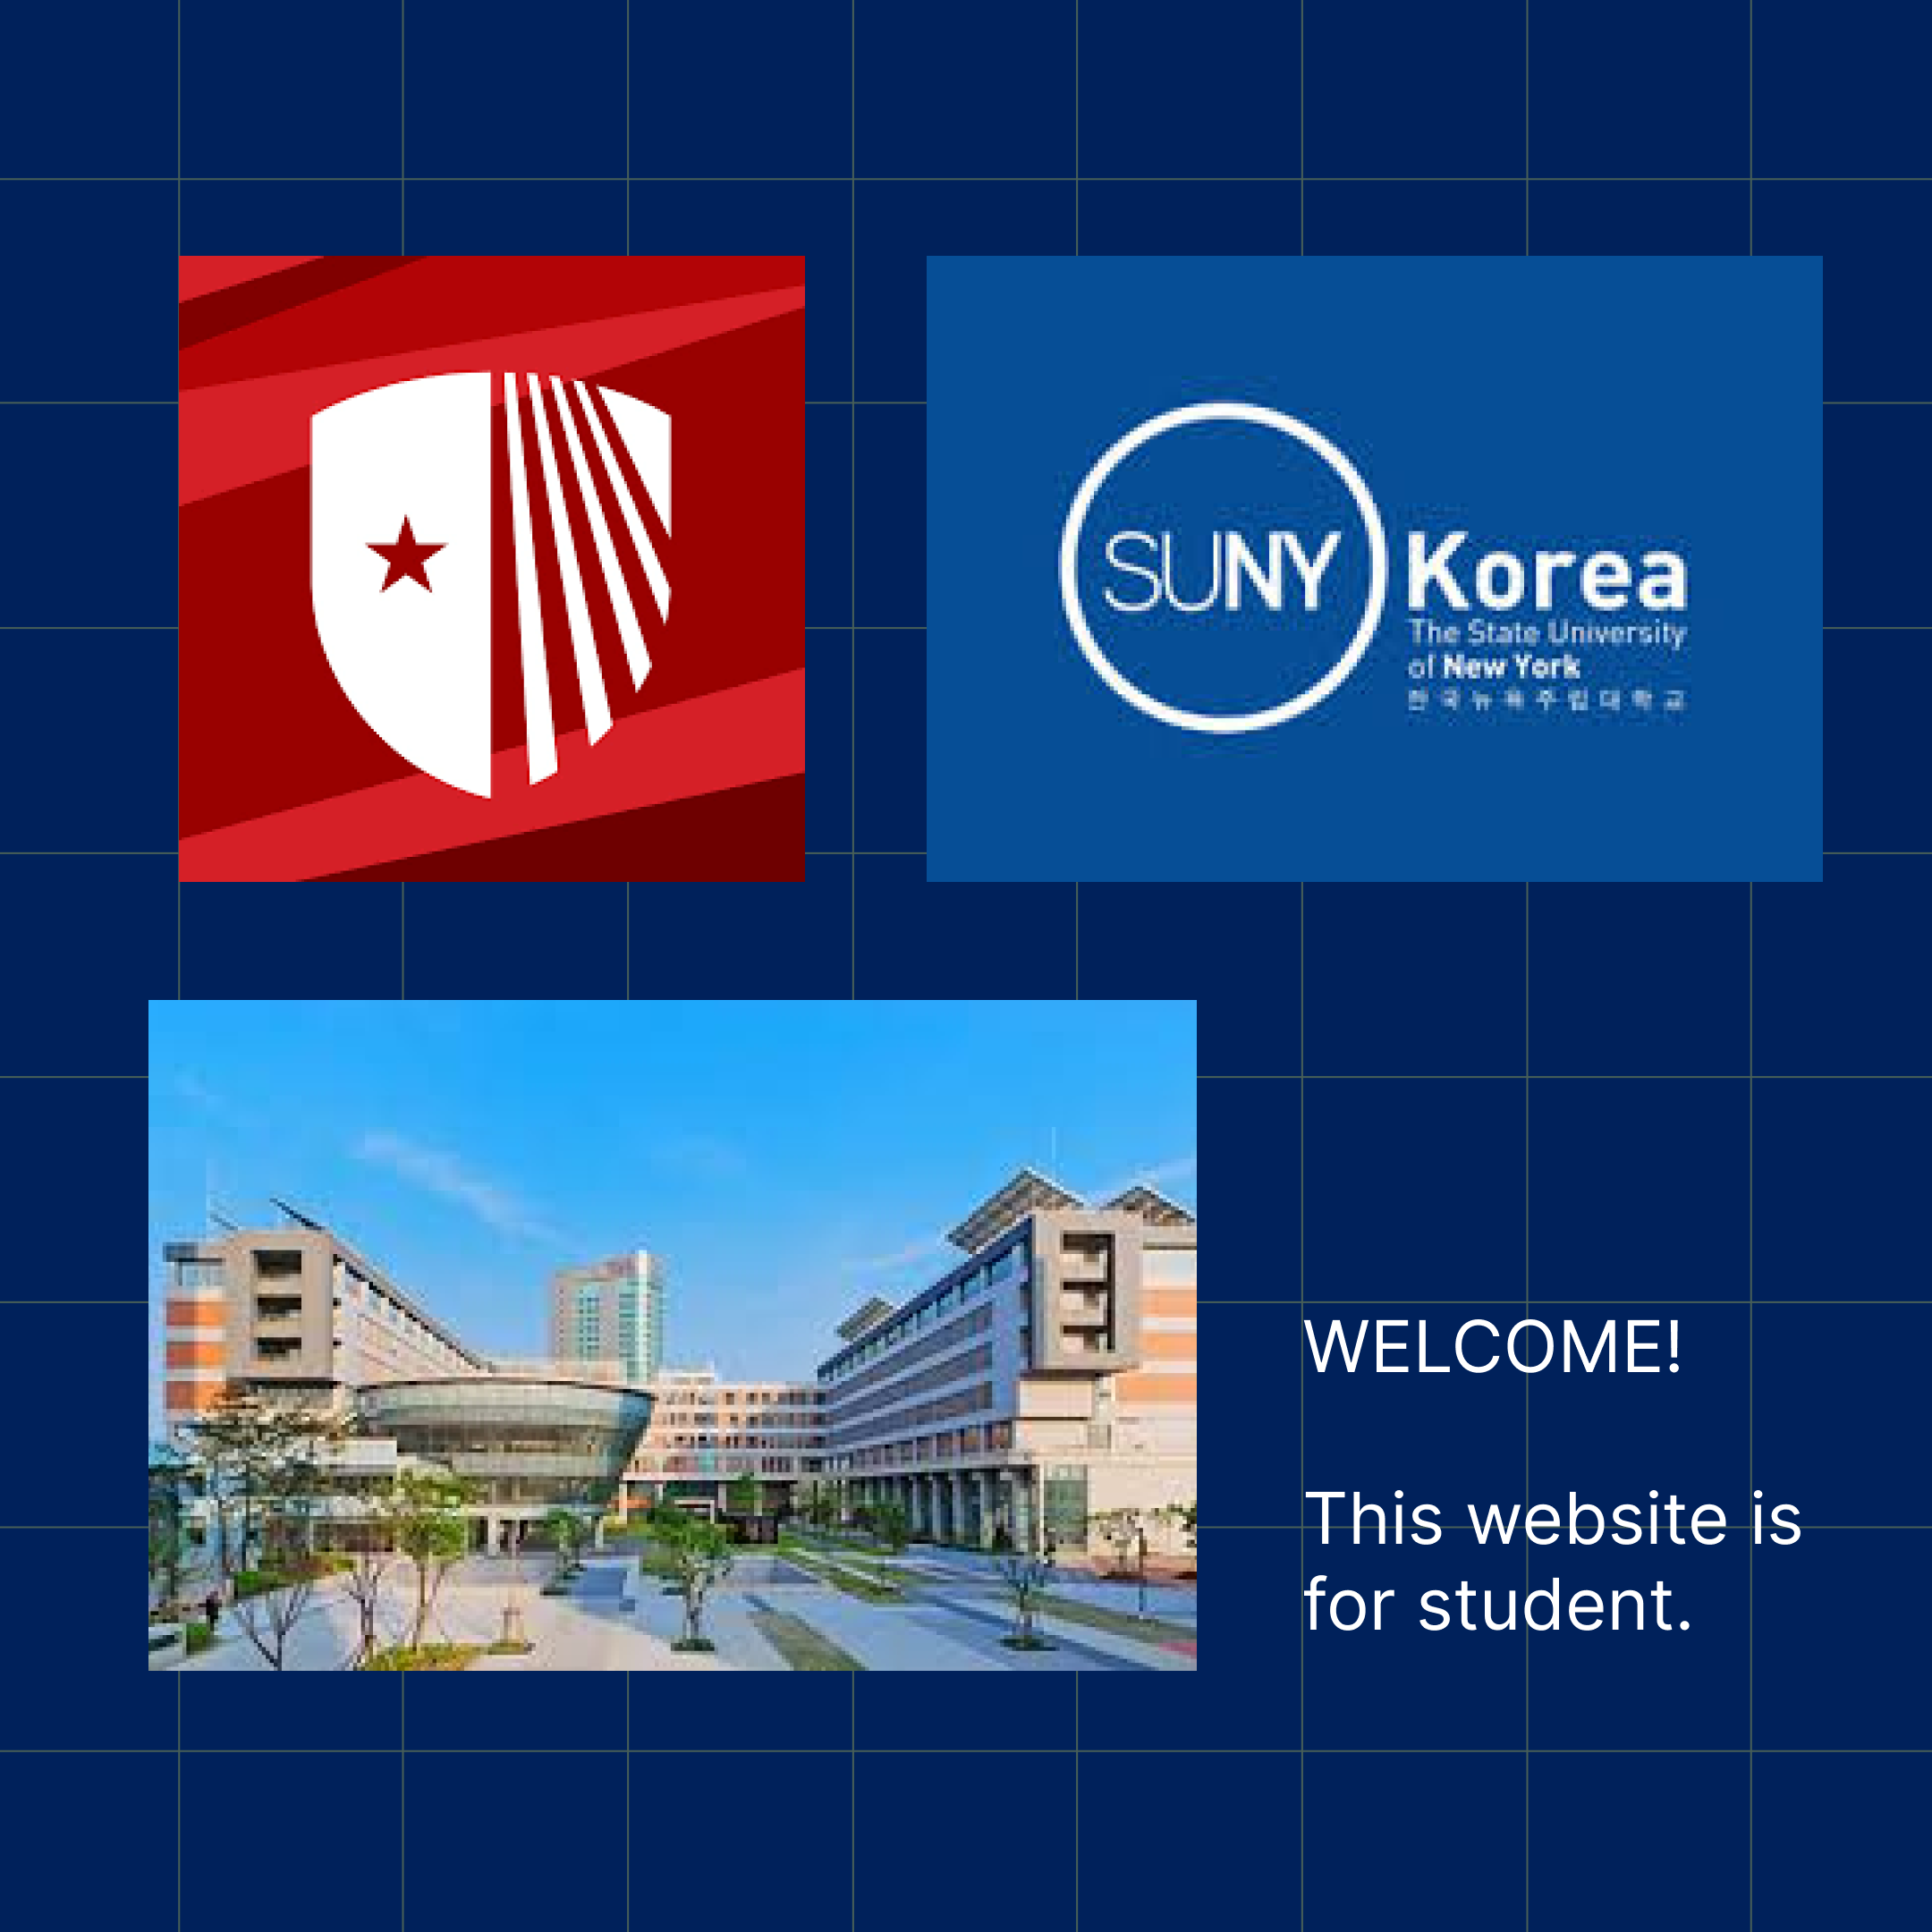 SUNY Korea
The State University
of New York
한국뉴욕주립대학교
WELCOME!
This website is
for student.